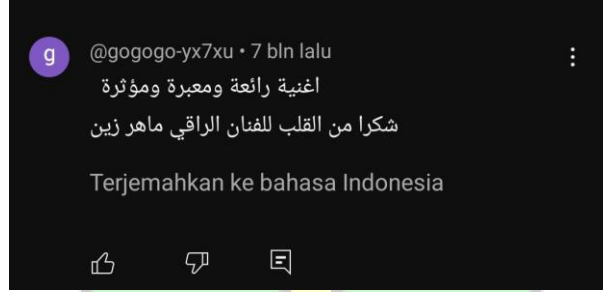 g
@gogogo-yx7xu • 7 bln lalu
اغنية رائعة ومعبرة ومؤثرة
شكرا من القلب للفنان الراقي ماهر زين
Terjemahkan ke bahasa Indonesia